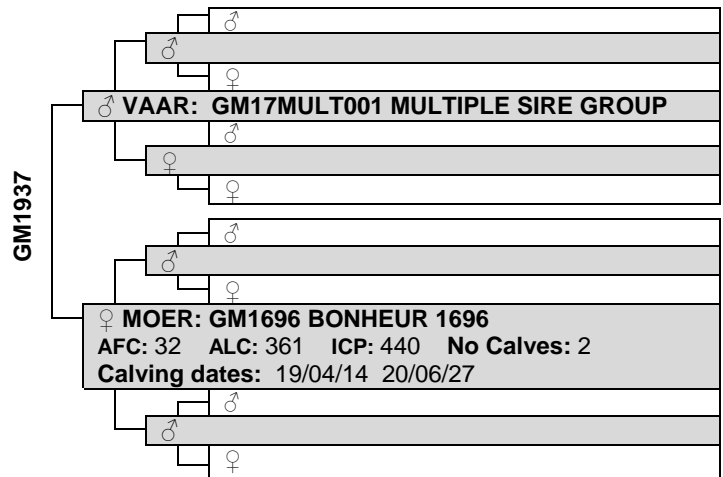 GM1937
♂
♂
♀
♂ VAAR: GM17MULT001 MULTIPLE SIRE GROUP
♂
♀
♀
♂
♂
♀
♀ MOER: GM1696 BONHEUR 1696
AFC: 32 ALC: 361 ICP: 440 No Calves: 2
Calving dates: 19/04/14 20/06/27
♂
♂
♀